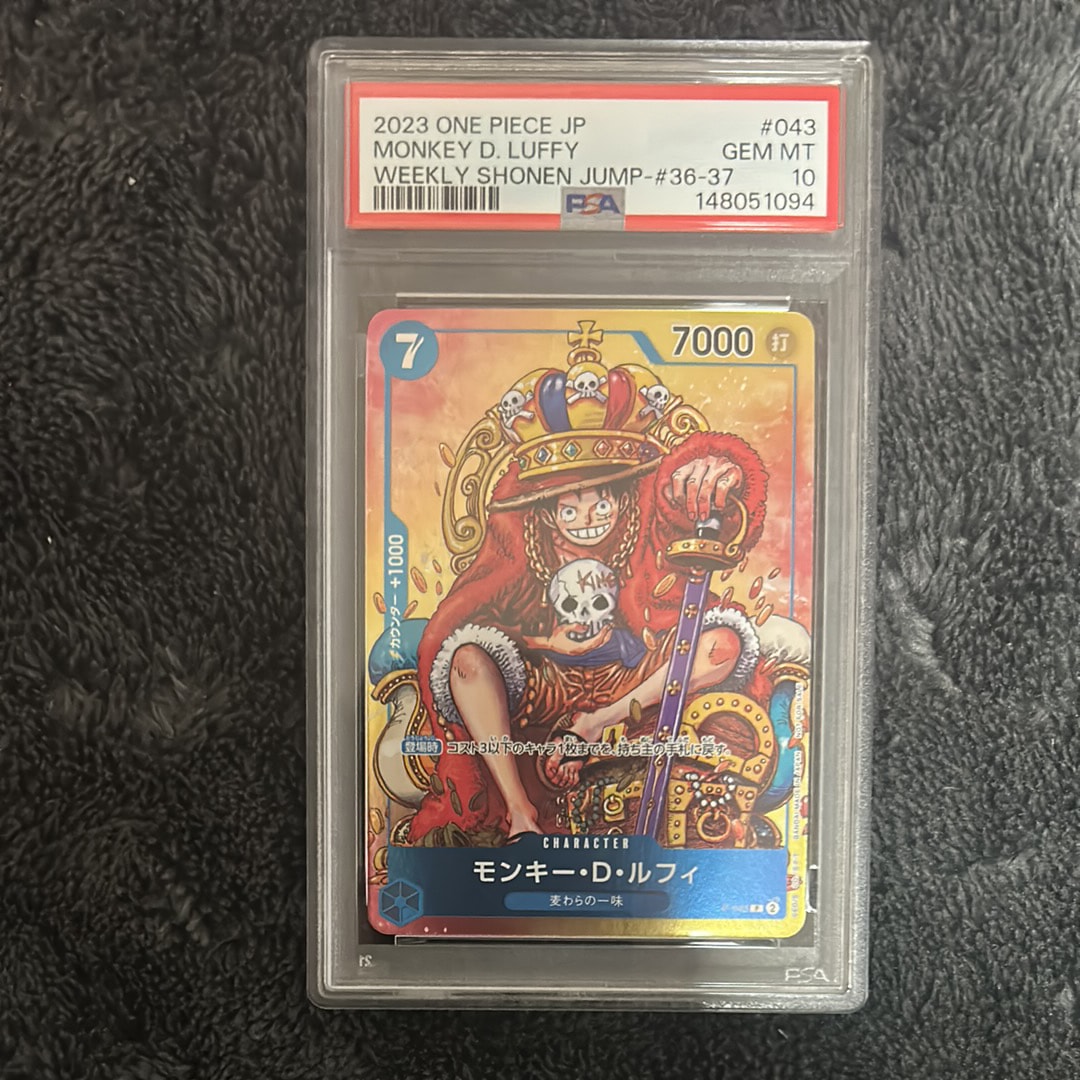 2023 ONE PIECE JP #043
MONKEY D. LUFFY GEM MT
WEEKLY SHONEN JUMP-#36-37 10
PSA 148051094
7
7000 打
カウンター +1000
KING
登場時 コスト3以下のキャラ1枚までを、持ち主の手札に戻す。
CHARACTER
モンキー・D・ルフィ
麦わらの一味
P 2
PSA